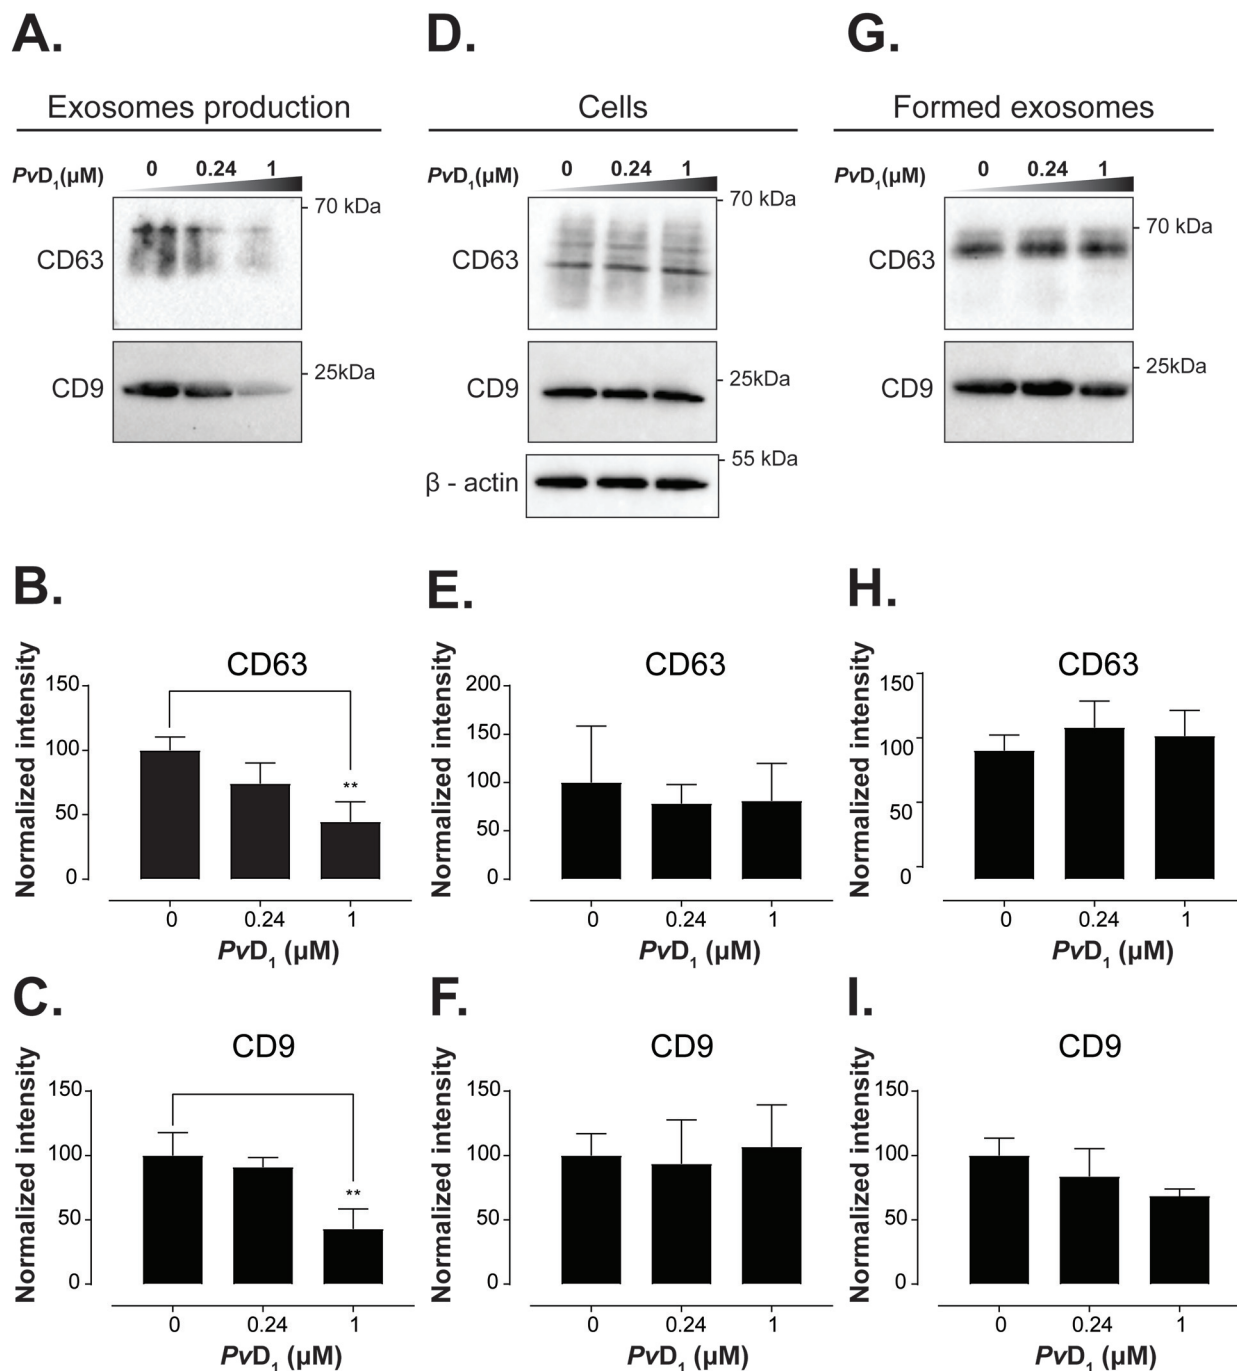 A.
Exosomes production
PvD1(µM) 0 0.24 1
70 kDa
CD63
25kDa
CD9
D.
Cells
PvD1(µM) 0 0.24 1
70 kDa
CD63
25kDa
CD9
55 kDa
β - actin
G.
Formed exosomes
PvD1(µM) 0 0.24 1
70 kDa
CD63
25kDa
CD9
B.
CD63
Normalized intensity
150
100
50
0
**
0 0.24 1
PvD1 (µM)
E.
CD63
Normalized intensity
200
150
100
50
0
0 0.24 1
PvD1 (µM)
H.
CD63
Normalized intensity
150
100
50
0
0 0.24 1
PvD1 (µM)
C.
CD9
Normalized intensity
150
100
50
0
**
0 0.24 1
PvD1 (µM)
F.
CD9
Normalized intensity
150
100
50
0
0 0.24 1
PvD1 (µM)
I.
CD9
Normalized intensity
150
100
50
0
0 0.24 1
PvD1 (µM)